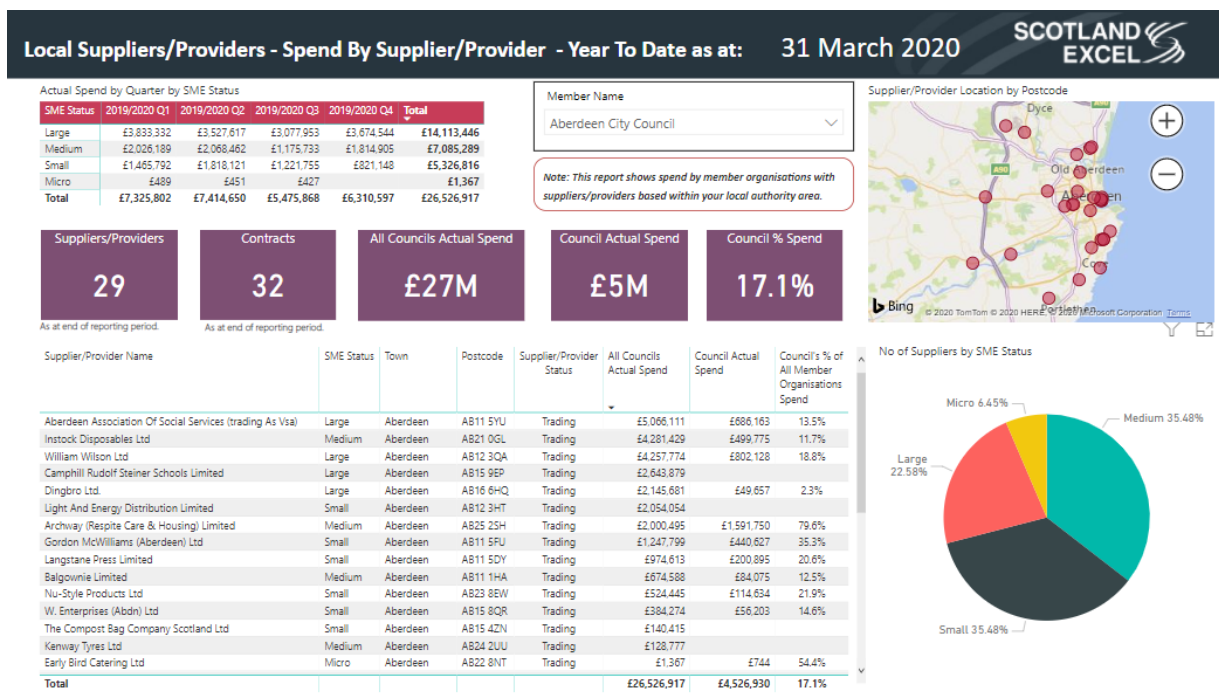 Local Suppliers/Providers - Spend By Supplier/Provider - Year To Date as at: 31 March 2020
SCOTLAND
EXCEL
Actual Spend by Quarter by SME Status
SME Status 2019/2020 Q1 2019/2020 Q2 2019/2020 Q3 2019/2020 Q4 Total
Large £3,833,332 £3,527,617 £3,077,953 £3,674,544 £14,113,446
Medium £2,026,189 £2,068,462 £1,175,733 £1,814,905 £7,085,289
Small £1,465,792 £1,818,121 £1,221,755 £821,148 £5,326,816
Micro £489 £451 £427 £1,367
Total £7,325,802 £7,414,650 £5,475,868 £6,310,597 £26,526,917
Member Name
Aberdeen City Council
Note: This report shows spend by member organisations with
suppliers/providers based within your local authority area.
Supplier/Provider Location by Postcode
Dyce
A90
Old Aberdeen
Aberdeen
Cove
Portlethen
Bing
© 2020 TomTom © 2020 HERE, © 2020 Microsoft Corporation Terms
Suppliers/Providers
29
As at end of reporting period.
Contracts
32
As at end of reporting period.
All Councils Actual Spend
£27M
Council Actual Spend
£5M
Council % Spend
17.1%
Supplier/Provider Name SME Status Town Postcode Supplier/Provider All Councils Council Actual Council's % of
Status Actual Spend Spend All Member
Organisations
Spend
Aberdeen Association Of Social Services (trading As Vsa) Large Aberdeen AB11 5YU Trading £5,066,111 £686,163 13.5%
Instock Disposables Ltd Medium Aberdeen AB21 0GL Trading £4,281,429 £499,775 11.7%
William Wilson Ltd Large Aberdeen AB12 3QA Trading £4,257,774 £802,128 18.8%
Camphill Rudolf Steiner Schools Limited Large Aberdeen AB15 9EP Trading £2,643,879
Dingbro Ltd. Large Aberdeen AB16 6HQ Trading £2,145,681 £49,657 2.3%
Light And Energy Distribution Limited Small Aberdeen AB12 3HT Trading £2,054,054
Archway (Respite Care & Housing) Limited Medium Aberdeen AB25 2SH Trading £2,000,495 £1,591,750 79.6%
Gordon McWilliams (Aberdeen) Ltd Small Aberdeen AB11 5FU Trading £1,247,799 £440,627 35.3%
Langstane Press Limited Small Aberdeen AB11 5DY Trading £974,613 £200,895 20.6%
Balgownie Limited Medium Aberdeen AB11 1HA Trading £674,588 £84,075 12.5%
Nu-Style Products Ltd Small Aberdeen AB23 8EW Trading £524,445 £114,634 21.9%
W. Enterprises (Abdn) Ltd Small Aberdeen AB15 8QR Trading £384,274 £56,203 14.6%
The Compost Bag Company Scotland Ltd Small Aberdeen AB15 4ZN Trading £140,415
Kenway Tyres Ltd Medium Aberdeen AB24 2UU Trading £128,777
Early Bird Catering Ltd Micro Aberdeen AB22 8NT Trading £1,367 £744 54.4%
Total £26,526,917 £4,526,930 17.1%
No of Suppliers by SME Status
Micro 6.45%
Medium 35.48%
Large
22.58%
Small 35.48%